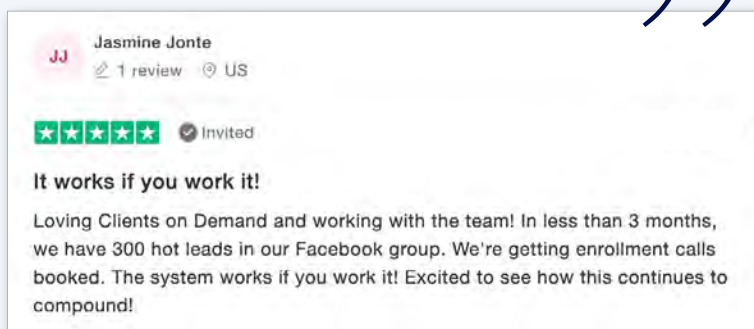 JJ
Jasmine Jonte
1 review US
Invited
It works if you work it!
Loving Clients on Demand and working with the team! In less than 3 months,
we have 300 hot leads in our Facebook group. We're getting enrollment calls
booked. The system works if you work it! Excited to see how this continues to
compound!